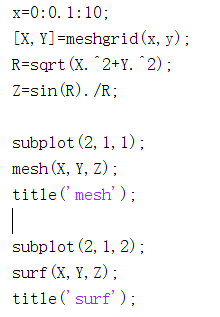 x=0:0.1:10;
[X,Y]=meshgrid(x,y);
R=sqrt(X.^2+Y.^2);
Z=sin(R)./R;
subplot(2,1,1);
mesh(X,Y,Z);
title('mesh');
subplot(2,1,2);
surf(X,Y,Z);
title('surf');